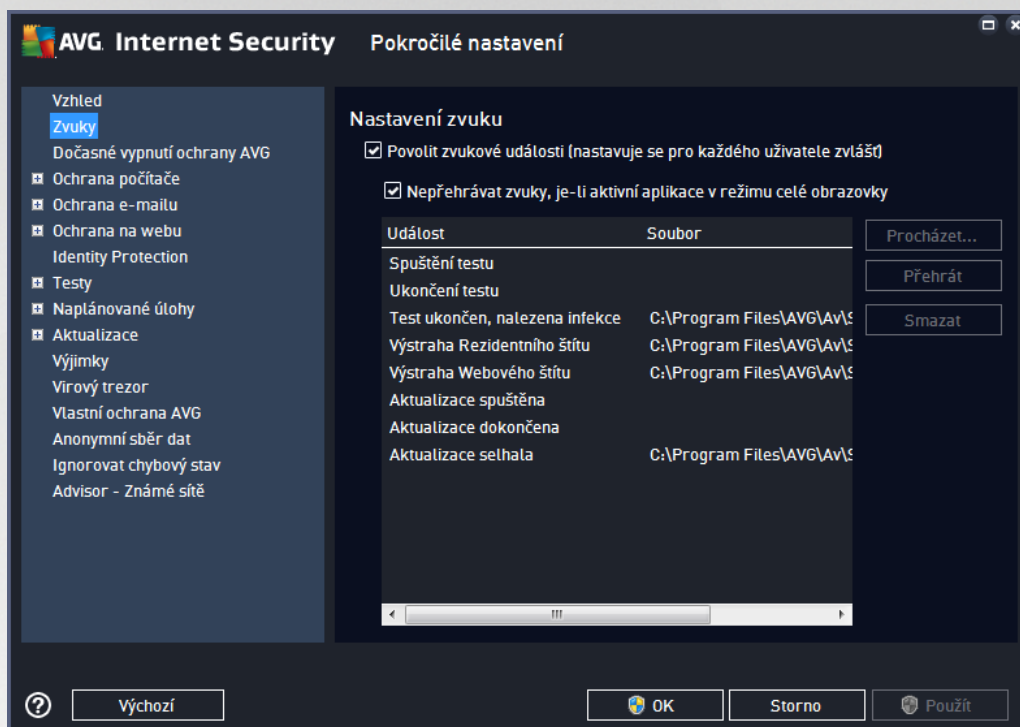 AVG. Internet Security Pokročilé nastavení
Vzhled
Zvuky
Dočasné vypnutí ochrany AVG
Ochrana počítače
Ochrana e-mailu
Ochrana na webu
Identity Protection
Testy
Naplánované úlohy
Aktualizace
Výjimky
Virový trezor
Vlastní ochrana AVG
Anonymní sběr dat
Ignorovat chybový stav
Advisor - Známé sítě
Nastavení zvuku
Povolit zvukové události (nastavuje se pro každého uživatele zvlášť)
Nepřehrávat zvuky, je-li aktivní aplikace v režimu celé obrazovky
Událost Soubor
Spuštění testu
Ukončení testu
Test ukončen, nalezena infekce C:\Program Files\AVG\Av\S
Výstraha Rezidentního štítu C:\Program Files\AVG\Av\S
Výstraha Webového štítu C:\Program Files\AVG\Av\S
Aktualizace spuštěna
Aktualizace dokončena
Aktualizace selhala C:\Program Files\AVG\Av\S
Procházet...
Přehrát
Smazat
Výchozí
OK
Storno
Použít